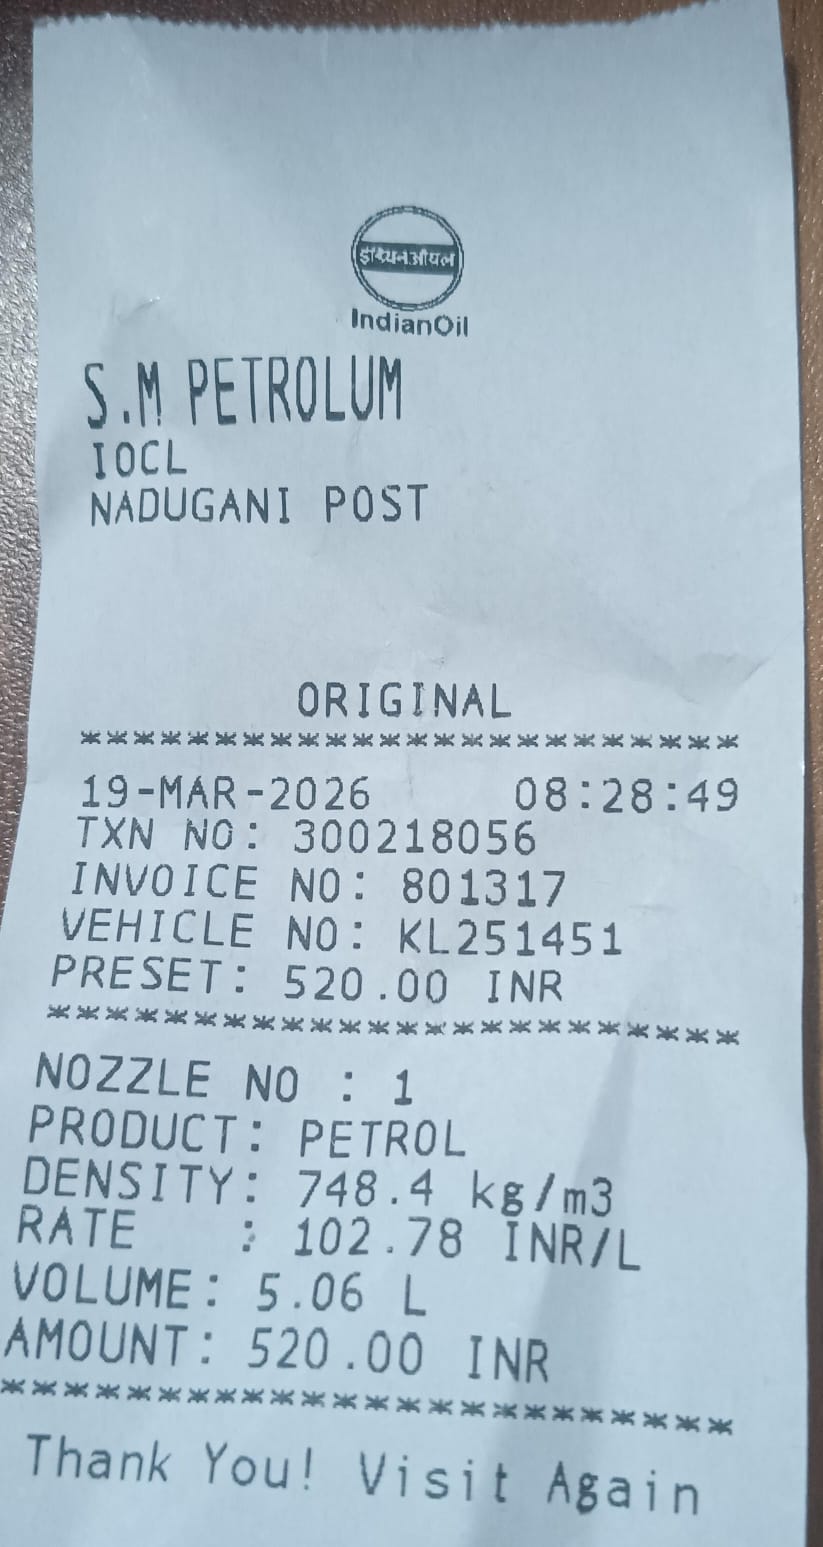 इंडियनऑयल
IndianOil
S.M PETROLUM
IOCL
NADUGANI POST
ORIGINAL
************************
19-MAR-2026 08:28:49
TXN NO: 300218056
INVOICE NO: 801317
VEHICLE NO: KL251451
PRESET: 520.00 INR
************************
NOZZLE NO : 1
PRODUCT: PETROL
DENSITY: 748.4 kg/m3
RATE : 102.78 INR/L
VOLUME: 5.06 L
AMOUNT: 520.00 INR
************************
Thank You! Visit Again